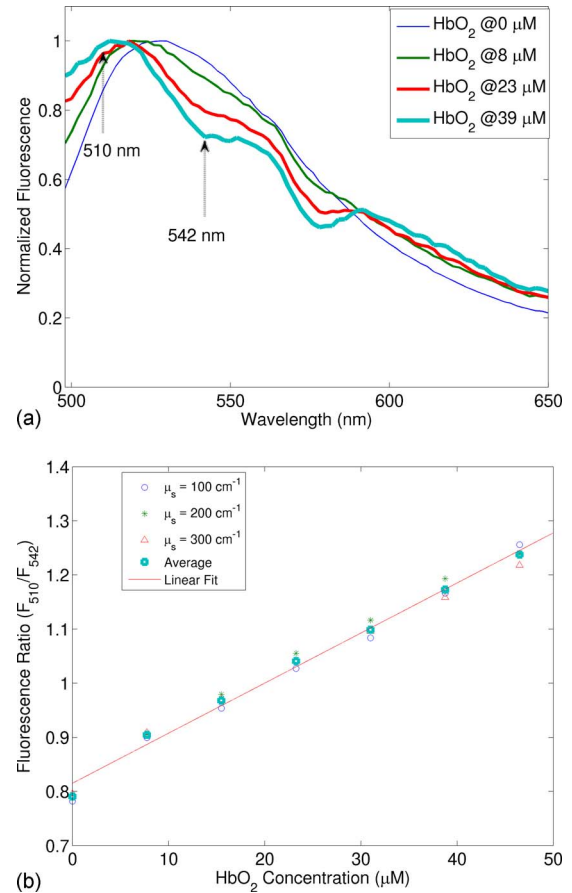 HbO₂ @0 μM
HbO₂ @8 μM
HbO₂ @23 μM
HbO₂ @39 μM
510 nm
542 nm
Normalized Fluorescence
1
0.8
0.6
0.4
0.2
0
500
550
600
650
Wavelength (nm)
(a)
μₛ = 100 cm⁻¹
μₛ = 200 cm⁻¹
μₛ = 300 cm⁻¹
Average
Linear Fit
Fluorescence Ratio (F₅₁₀/F₅₄₂)
1.4
1.3
1.2
1.1
1
0.9
0.8
0.7
0
10
20
30
40
50
HbO₂ Concentration (μM)
(b)